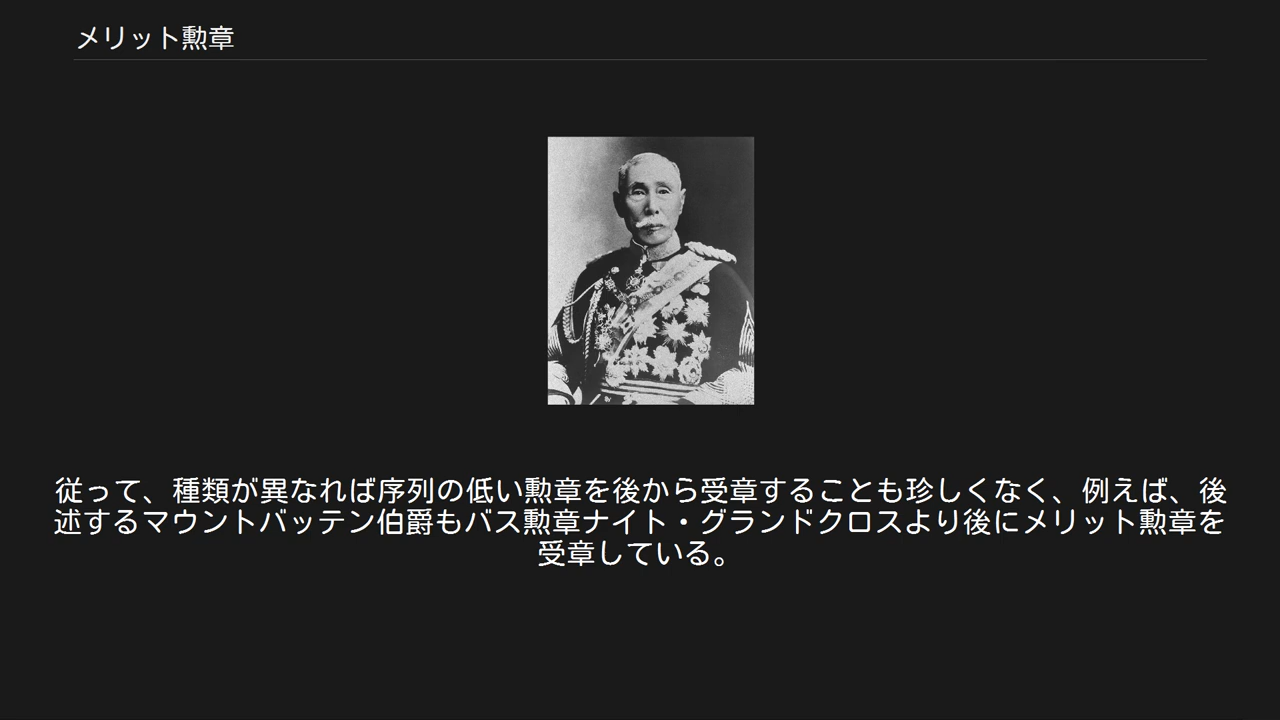 メリット勲章
従って、種類が異なれば序列の低い勲章を後から受章することも珍しくなく、例えば、後
述するマウントバッテン伯爵もバス勲章ナイト・グランドクロスより後にメリット勲章を
受章している。